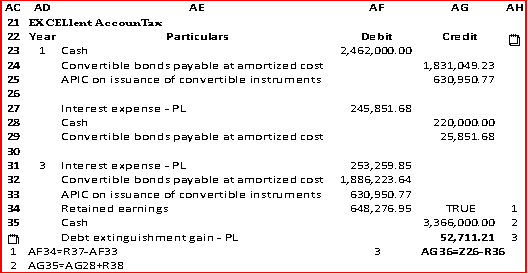 AC AD AE AF AG AH
21 EXCELlent AccounTax
22 Year Particulars Debit Credit
23 1 Cash 2,462,000.00
24 Convertible bonds payable at amortized cost 1,831,049.23
25 APIC on issuance of convertible instruments 630,950.77
26
27 Interest expense - PL 245,851.68
28 Cash 220,000.00
29 Convertible bonds payable at amortized cost 25,851.68
30
31 3 Interest expense - PL 253,259.85
32 Convertible bonds payable at amortized cost 1,886,223.64
33 APIC on issuance of convertible instruments 630,950.77
34 Retained earnings 648,276.95 TRUE 1
35 Cash 3,366,000.00 2
Debt extinguishment gain - PL 52,711.21 3
1 AF34=R37-AF33 3 AG36=Z26-R36
2 AG35=AG28+R38